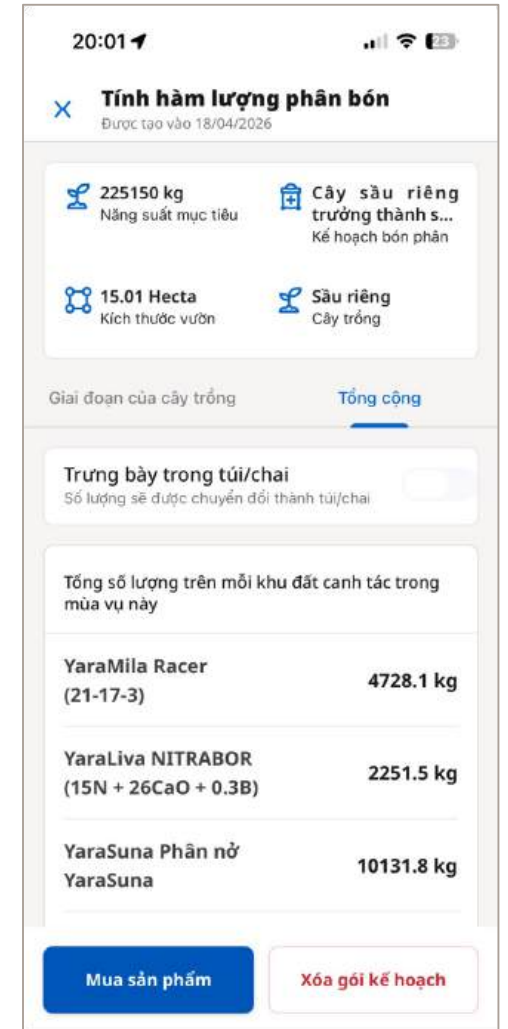 20:01
23
Tính hàm lượng phân bón
Được tạo vào 18/04/2026
225150 kg
Năng suất mục tiêu
Cây sầu riêng
trưởng thành s...
Kế hoạch bón phân
15.01 Hecta
Kích thước vườn
Sầu riêng
Cây trồng
Giai đoạn của cây trồng
Tổng cộng
Trưng bày trong túi/chai
Số lượng sẽ được chuyển đổi thành túi/chai
Tổng số lượng trên mỗi khu đất canh tác trong
mùa vụ này
YaraMila Racer
(21-17-3)
4728.1 kg
YaraLiva NITRABOR
(15N + 26CaO + 0.3B)
2251.5 kg
YaraSuna Phân nở
YaraSuna
10131.8 kg
Mua sản phẩm
Xóa gói kế hoạch